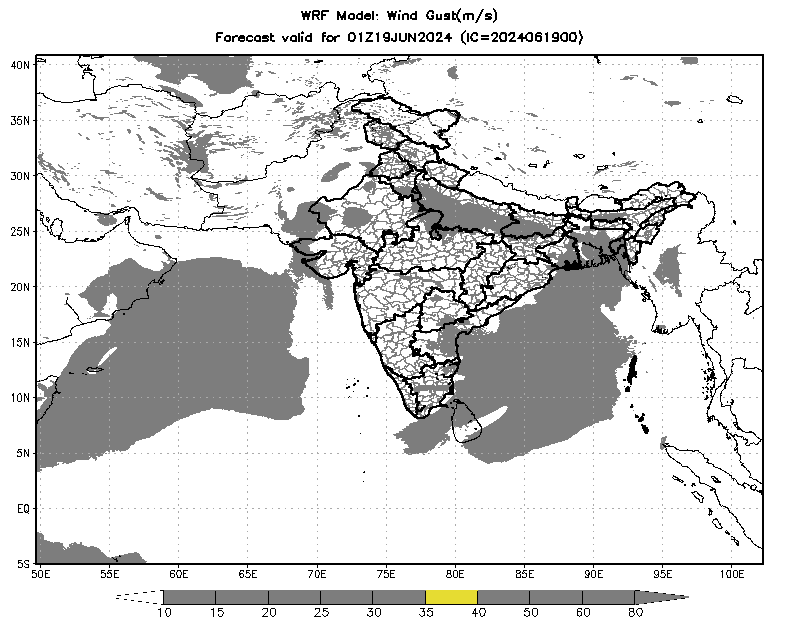 WRF Model: Wind Gust(m/s)
Forecast valid for 01Z19JUN2024 (IC=2024061900)
40N
35N
30N
25N
20N
15N
10N
5N
EQ
5S
50E 55E 60E 65E 70E 75E 80E 85E 90E 95E 100E
10 15 20 25 30 35 40 50 60 80